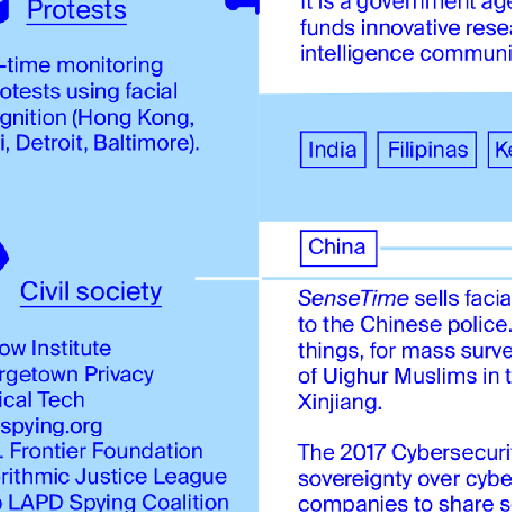 Protests
-time monitoring
otests using facial
gnition (Hong Kong,
i, Detroit, Baltimore).
Civil society
ow Institute
rgetown Privacy
ical Tech
spying.org
. Frontier Foundation
rithmic Justice League
LAPD Spying Coalition
It is a government age
funds innovative resea
intelligence communi
India
Filipinas
Ke
China
SenseTime sells facia
to the Chinese police.
things, for mass surve
of Uighur Muslims in t
Xinjiang.
The 2017 Cybersecurit
sovereignty over cybe
companies to share s